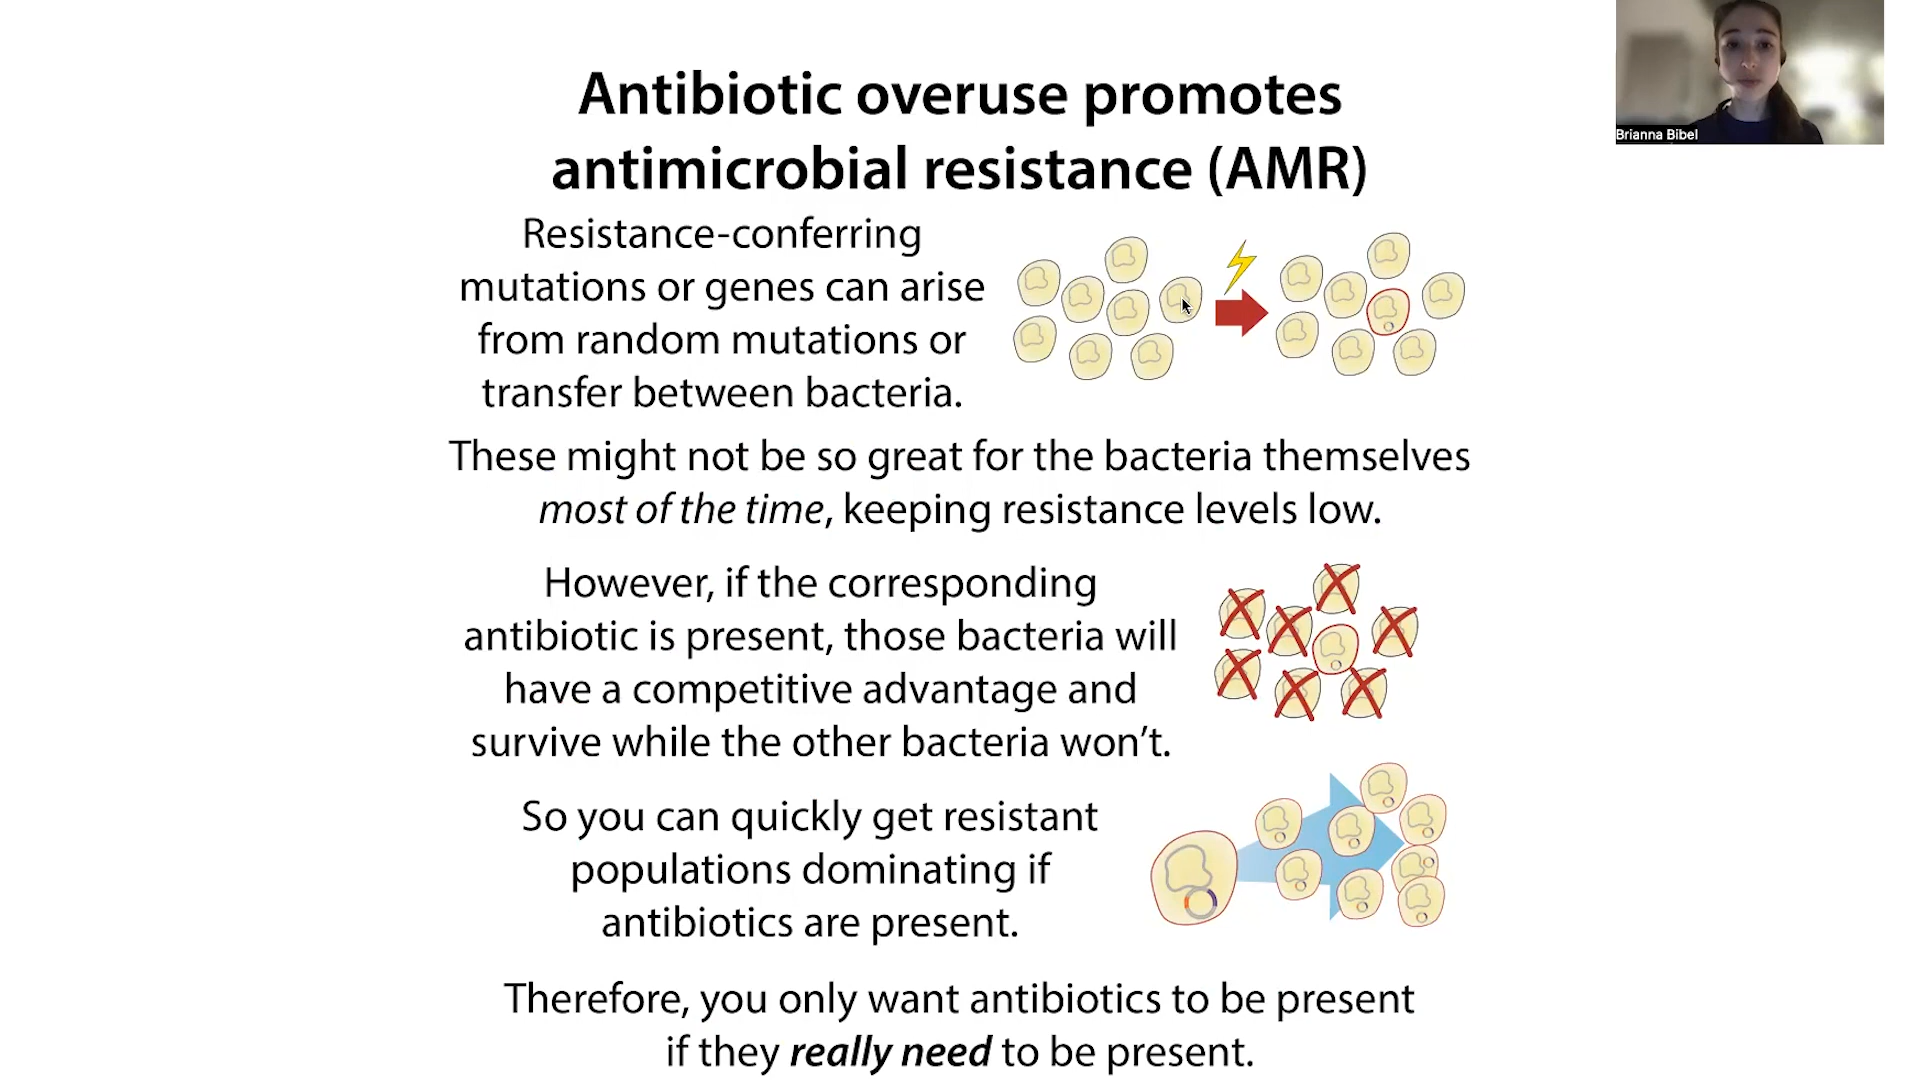 Antibiotic overuse promotes
antimicrobial resistance (AMR)
Brianna Bibel
Resistance-conferring
mutations or genes can arise
from random mutations or
transfer between bacteria.
These might not be so great for the bacteria themselves
most of the time, keeping resistance levels low.
However, if the corresponding
antibiotic is present, those bacteria will
have a competitive advantage and
survive while the other bacteria won’t.
So you can quickly get resistant
populations dominating if
antibiotics are present.
Therefore, you only want antibiotics to be present
if they really need to be present.